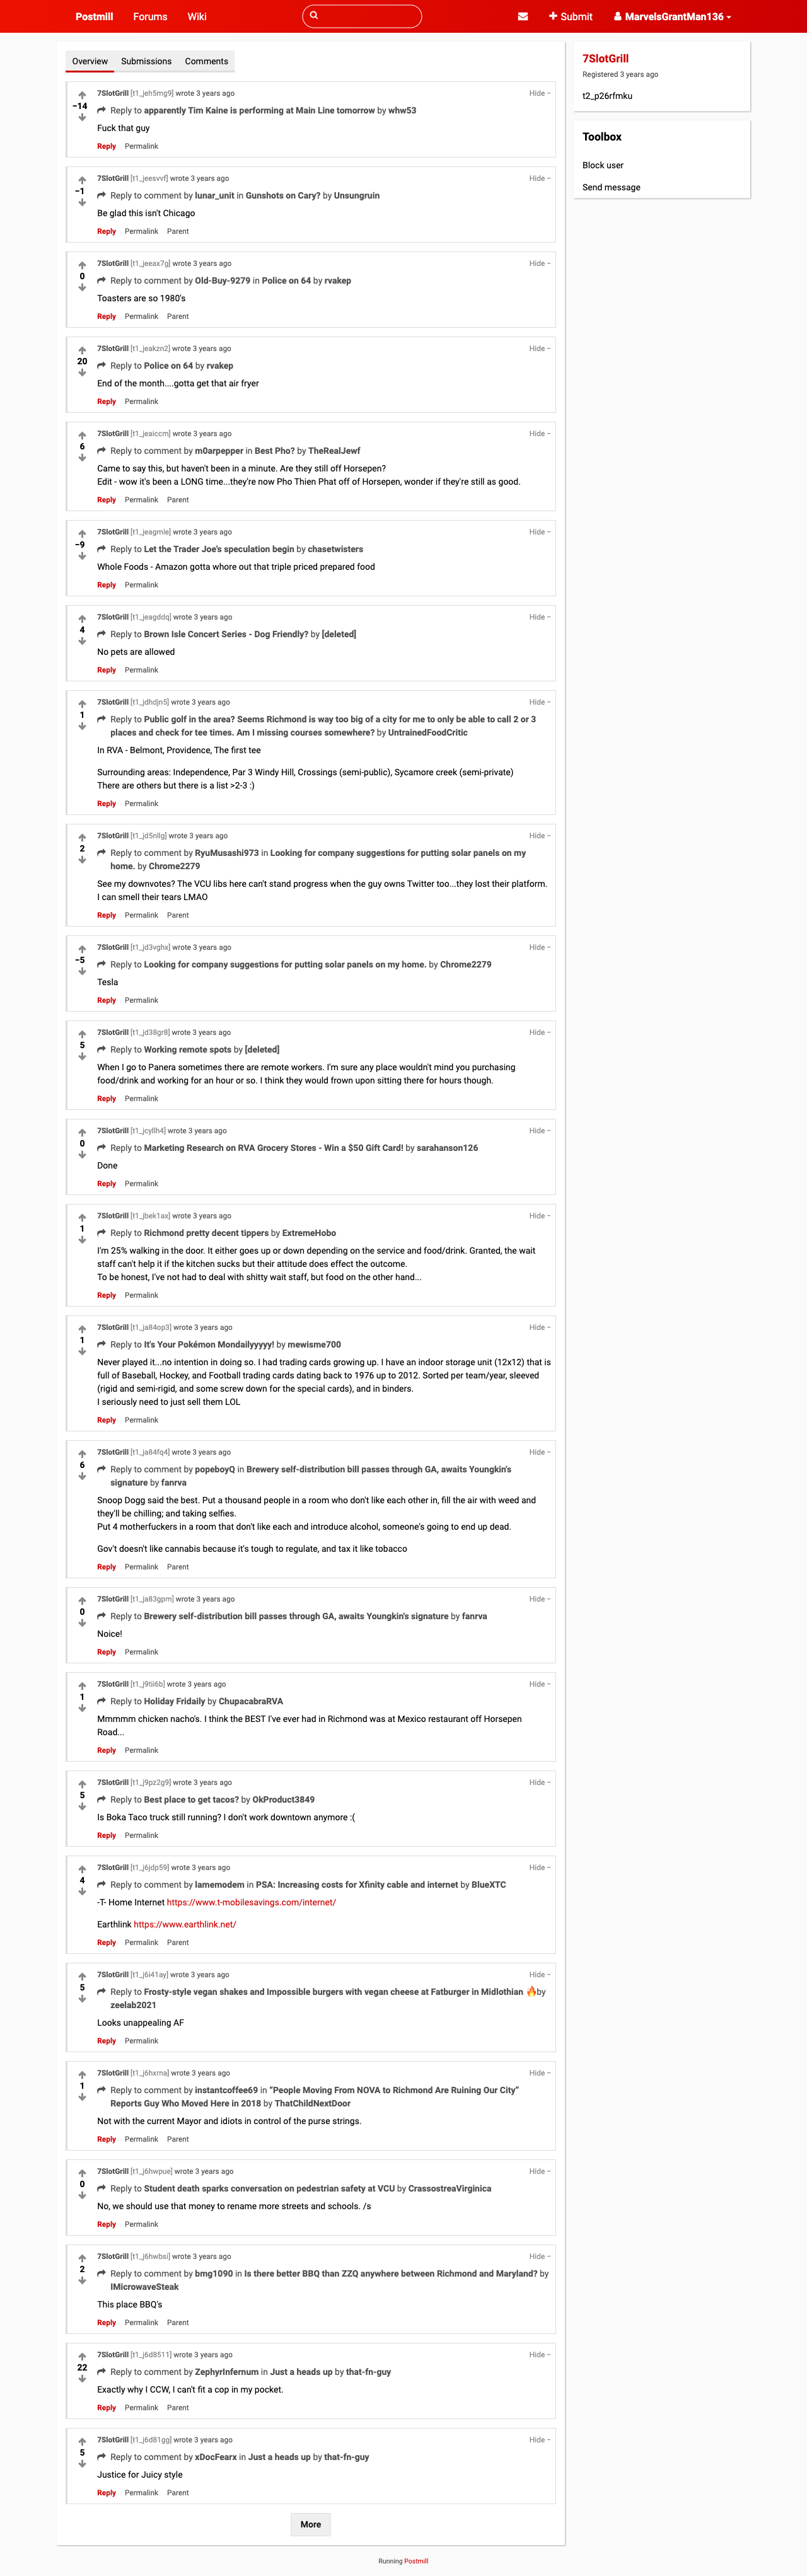 Postmill Forums Wiki Submit MarvelsGrantMan136
Overview Submissions Comments
7SlotGrill
Registered 3 years ago
t2_p26rfmku
Toolbox
Block user
Send message
7SlotGrill [t1_jeh5mg9] wrote 3 years ago Hide –
−14
Reply to apparently Tim Kaine is performing at Main Line tomorrow by whw53
Fuck that guy
Reply Permalink
7SlotGrill [t1_jeesvvf] wrote 3 years ago Hide –
−1
Reply to comment by lunar_unit in Gunshots on Cary? by Unsungruin
Be glad this isn't Chicago
Reply Permalink Parent
7SlotGrill [t1_jeeax7g] wrote 3 years ago Hide –
0
Reply to comment by Old-Buy-9279 in Police on 64 by rvakep
Toasters are so 1980's
Reply Permalink Parent
7SlotGrill [t1_jeakzn2] wrote 3 years ago Hide –
20
Reply to Police on 64 by rvakep
End of the month....gotta get that air fryer
Reply Permalink
7SlotGrill [t1_jeaiccm] wrote 3 years ago Hide –
6
Reply to comment by m0arpepper in Best Pho? by TheRealJewf
Came to say this, but haven't been in a minute. Are they still off Horsepen?
Edit - wow it's been a LONG time...they're now Pho Thien Phat off of Horsepen, wonder if they're still as good.
Reply Permalink Parent
7SlotGrill [t1_jeagmle] wrote 3 years ago Hide –
−9
Reply to Let the Trader Joe's speculation begin by chasetwisters
Whole Foods - Amazon gotta whore out that triple priced prepared food
Reply Permalink
7SlotGrill [t1_jeagddq] wrote 3 years ago Hide –
4
Reply to Brown Isle Concert Series - Dog Friendly? by [deleted]
No pets are allowed
Reply Permalink
7SlotGrill [t1_jdhdjn5] wrote 3 years ago Hide –
1
Reply to Public golf in the area? Seems Richmond is way too big of a city for me to only be able to call 2 or 3
places and check for tee times. Am I missing courses somewhere? by UntrainedFoodCritic
In RVA - Belmont, Providence, The first tee
Surrounding areas: Independence, Par 3 Windy Hill, Crossings (semi-public), Sycamore creek (semi-private)
There are others but there is a list >2-3 :)
Reply Permalink
7SlotGrill [t1_jd5nllg] wrote 3 years ago Hide –
2
Reply to comment by RyuMusashi973 in Looking for company suggestions for putting solar panels on my
home. by Chrome2279
See my downvotes? The VCU libs here can't stand progress when the guy owns Twitter too...they lost their platform.
I can smell their tears LMAO
Reply Permalink Parent
7SlotGrill [t1_jd3vghx] wrote 3 years ago Hide –
−5
Reply to Looking for company suggestions for putting solar panels on my home. by Chrome2279
Tesla
Reply Permalink
7SlotGrill [t1_jd38gr8] wrote 3 years ago Hide –
5
Reply to Working remote spots by [deleted]
When I go to Panera sometimes there are remote workers. I'm sure any place wouldn't mind you purchasing
food/drink and working for an hour or so. I think they would frown upon sitting there for hours though.
Reply Permalink
7SlotGrill [t1_jcyllh4] wrote 3 years ago Hide –
0
Reply to Marketing Research on RVA Grocery Stores - Win a $50 Gift Card! by sarahanson126
Done
Reply Permalink
7SlotGrill [t1_jbek1ax] wrote 3 years ago Hide –
1
Reply to Richmond pretty decent tippers by ExtremeHobo
I'm 25% walking in the door. It either goes up or down depending on the service and food/drink. Granted, the wait
staff can't help it if the kitchen sucks but their attitude does effect the outcome.
To be honest, I've not had to deal with shitty wait staff, but food on the other hand...
Reply Permalink
7SlotGrill [t1_ja84op3] wrote 3 years ago Hide –
1
Reply to It's Your Pokémon Mondailyyyyy! by mewisme700
Never played it...no intention in doing so. I had trading cards growing up. I have an indoor storage unit (12x12) that is
full of Baseball, Hockey, and Football trading cards dating back to 1976 up to 2012. Sorted per team/year, sleeved
(rigid and semi-rigid, and some screw down for the special cards), and in binders.
I seriously need to just sell them LOL
Reply Permalink
7SlotGrill [t1_ja84fq4] wrote 3 years ago Hide –
6
Reply to comment by popeboyQ in Brewery self-distribution bill passes through GA, awaits Youngkin's
signature by fanrva
Snoop Dogg said the best. Put a thousand people in a room who don't like each other in, fill the air with weed and
they'll be chilling; and taking selfies.
Put 4 motherfuckers in a room that don't like each and introduce alcohol, someone's going to end up dead.
Gov't doesn't like cannabis because it's tough to regulate, and tax it like tobacco
Reply Permalink Parent
7SlotGrill [t1_ja83gpm] wrote 3 years ago Hide –
0
Reply to Brewery self-distribution bill passes through GA, awaits Youngkin's signature by fanrva
Noice!
Reply Permalink
7SlotGrill [t1_j9tii6b] wrote 3 years ago Hide –
1
Reply to Holiday Fridaily by ChupacabraRVA
Mmmmm chicken nacho's. I think the BEST I've ever had in Richmond was at Mexico restaurant off Horsepen
Road...
Reply Permalink
7SlotGrill [t1_j9pz2g9] wrote 3 years ago Hide –
5
Reply to Best place to get tacos? by OkProduct3849
Is Boka Taco truck still running? I don't work downtown anymore :(
Reply Permalink
7SlotGrill [t1_j6jdp59] wrote 3 years ago Hide –
4
Reply to comment by lamemodem in PSA: Increasing costs for Xfinity cable and internet by BlueXTC
-T- Home Internet https://www.t-mobilesavings.com/internet/
Earthlink https://www.earthlink.net/
Reply Permalink Parent
7SlotGrill [t1_j6i41ay] wrote 3 years ago Hide –
5
Reply to Frosty-style vegan shakes and Impossible burgers with vegan cheese at Fatburger in Midlothian 🔥by
zeelab2021
Looks unappealing AF
Reply Permalink
7SlotGrill [t1_j6hxrna] wrote 3 years ago Hide –
1
Reply to comment by instantcoffee69 in “People Moving From NOVA to Richmond Are Ruining Our City”
Reports Guy Who Moved Here in 2018 by ThatChildNextDoor
Not with the current Mayor and idiots in control of the purse strings.
Reply Permalink Parent
7SlotGrill [t1_j6hwpue] wrote 3 years ago Hide –
0
Reply to Student death sparks conversation on pedestrian safety at VCU by CrassostreaVirginica
No, we should use that money to rename more streets and schools. /s
Reply Permalink
7SlotGrill [t1_j6hwbsi] wrote 3 years ago Hide –
2
Reply to comment by bmg1090 in Is there better BBQ than ZZQ anywhere between Richmond and Maryland? by
IMicrowaveSteak
This place BBQ's
Reply Permalink Parent
7SlotGrill [t1_j6d8511] wrote 3 years ago Hide –
22
Reply to comment by ZephyrInfernum in Just a heads up by that-fn-guy
Exactly why I CCW, I can't fit a cop in my pocket.
Reply Permalink Parent
7SlotGrill [t1_j6d81gg] wrote 3 years ago Hide –
5
Reply to comment by xDocFearx in Just a heads up by that-fn-guy
Justice for Juicy style
Reply Permalink Parent
More
Running Postmill